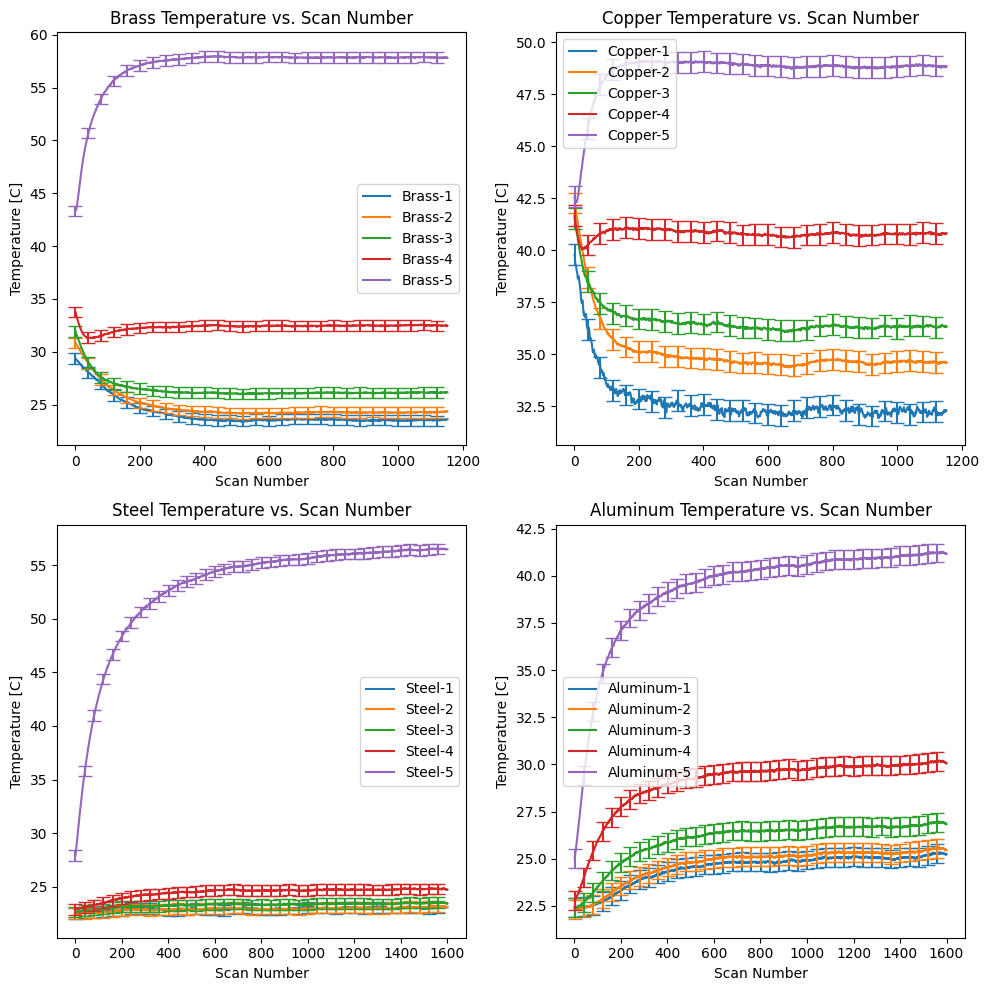 Brass Temperature vs. Scan Number
60
55
50
45
40
35
30
25
Temperature [C]
Brass-1
Brass-2
Brass-3
Brass-4
Brass-5
0 200 400 600 800 1000 1200
Scan Number
Copper Temperature vs. Scan Number
50.0
47.5
45.0
42.5
40.0
37.5
35.0
32.5
Temperature [C]
Copper-1
Copper-2
Copper-3
Copper-4
Copper-5
0 200 400 600 800 1000 1200
Scan Number
Steel Temperature vs. Scan Number
55
50
45
40
35
30
25
Temperature [C]
Steel-1
Steel-2
Steel-3
Steel-4
Steel-5
0 200 400 600 800 1000 1200 1400 1600
Scan Number
Aluminum Temperature vs. Scan Number
42.5
40.0
37.5
35.0
32.5
30.0
27.5
25.0
22.5
Temperature [C]
Aluminum-1
Aluminum-2
Aluminum-3
Aluminum-4
Aluminum-5
0 200 400 600 800 1000 1200 1400 1600
Scan Number